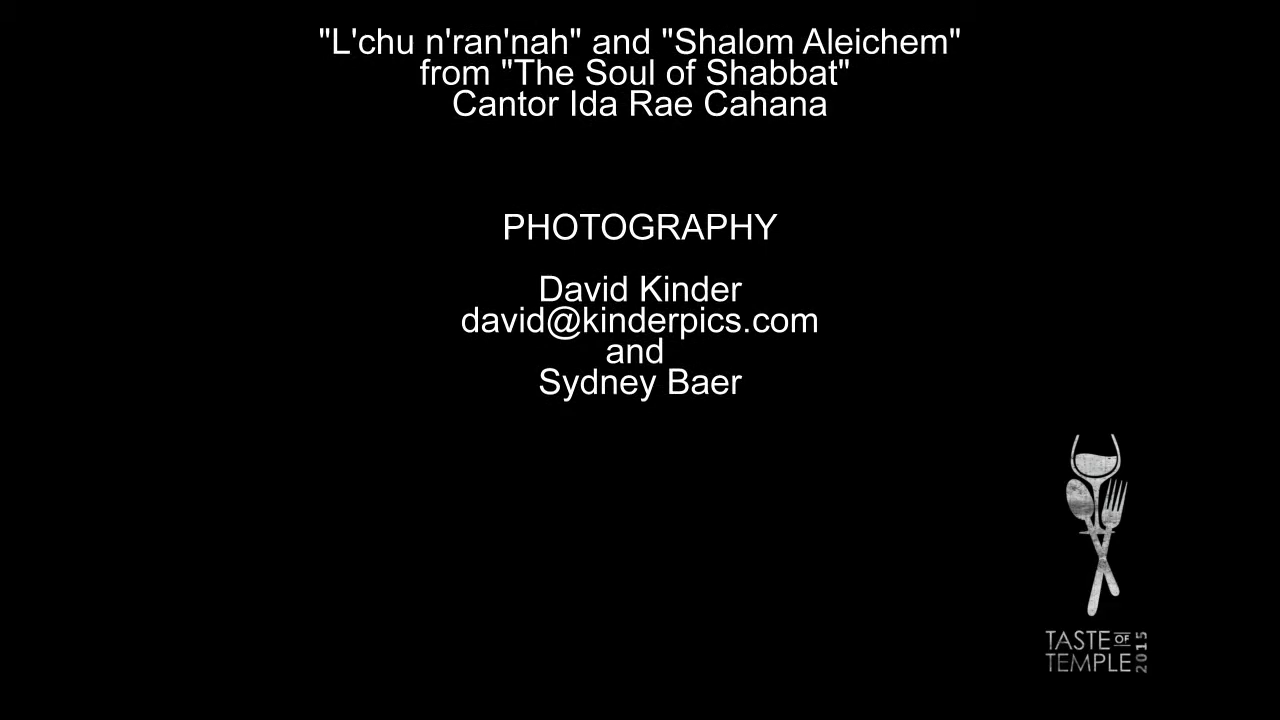 "L'chu n'ran'nah" and "Shalom Aleichem"
from "The Soul of Shabbat"
Cantor Ida Rae Cahana
PHOTOGRAPHY
David Kinder
david@kinderpics.com
and
Sydney Baer
TASTE OF
TEMPLE 2015